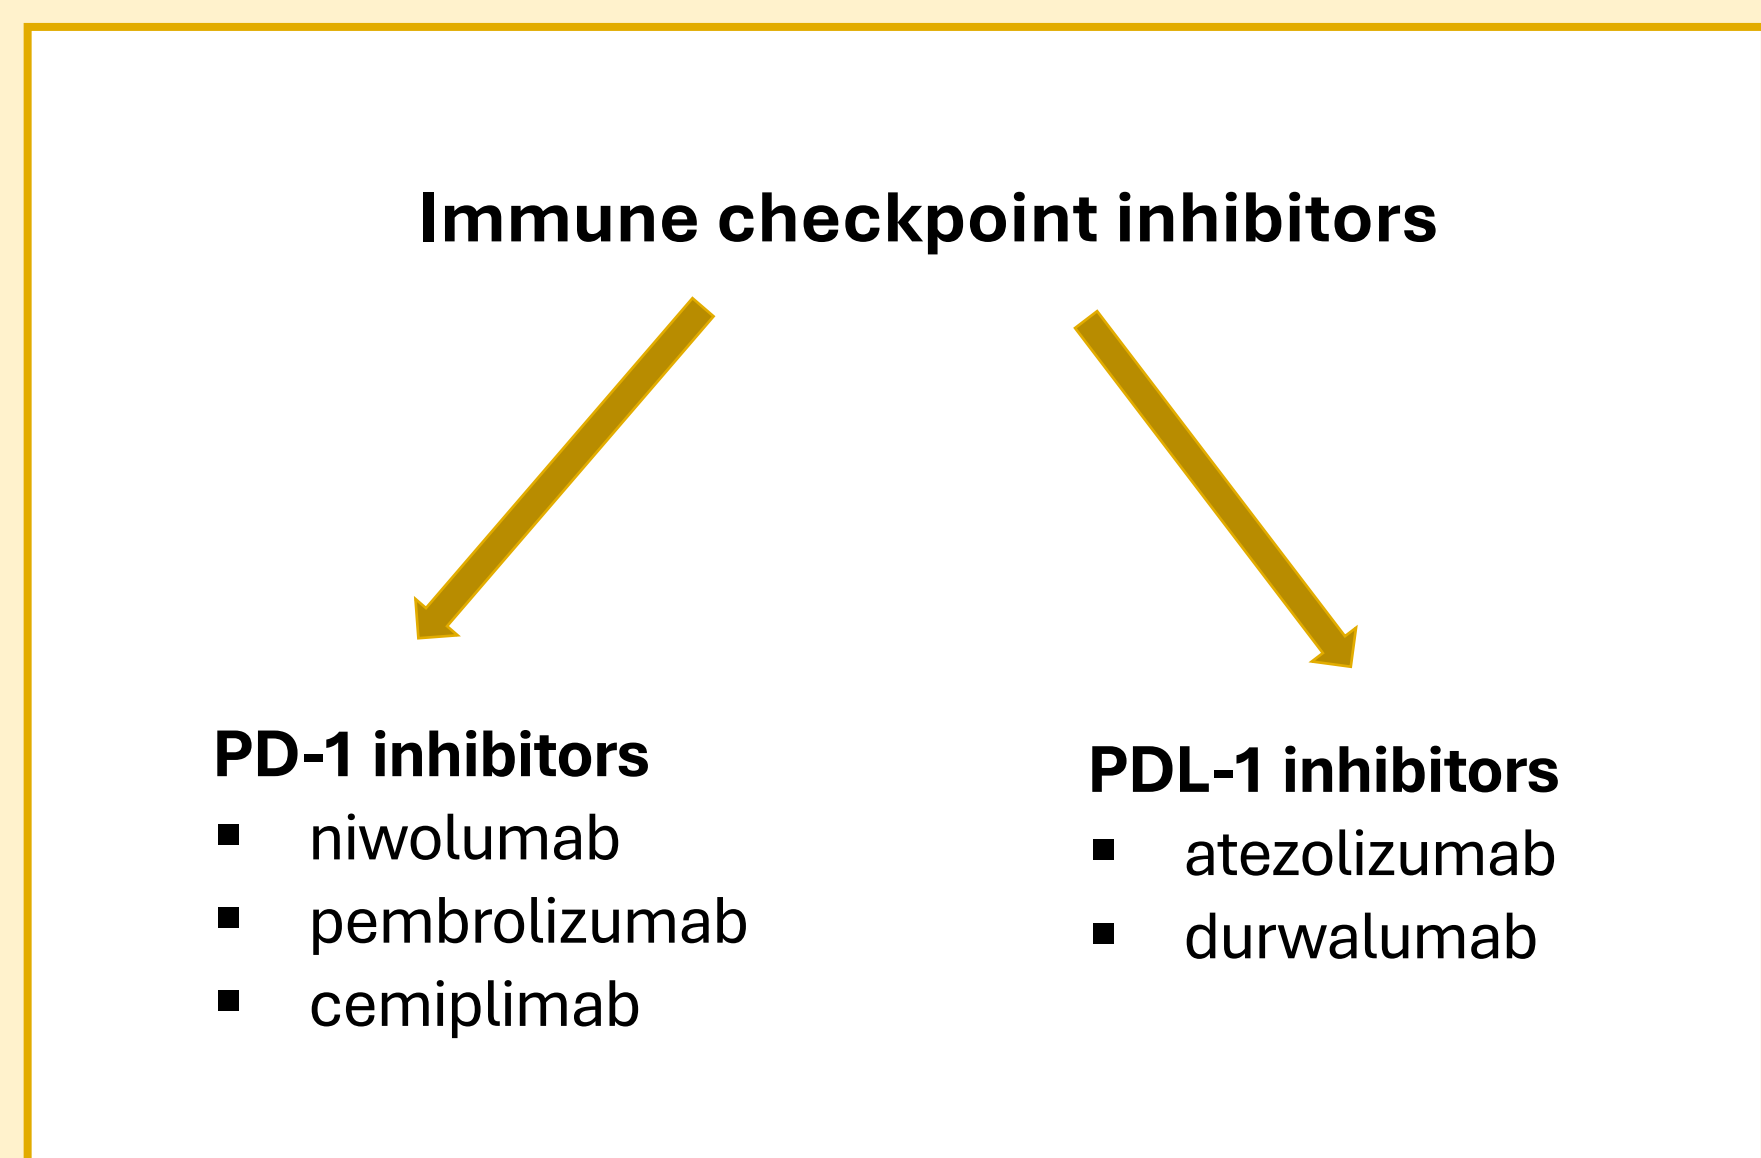 Immune checkpoint inhibitors
PD-1 inhibitors
▪ niwolumab
▪ pembrolizumab
▪ cemiplimab
PDL-1 inhibitors
▪ atezolizumab
▪ durwalumab